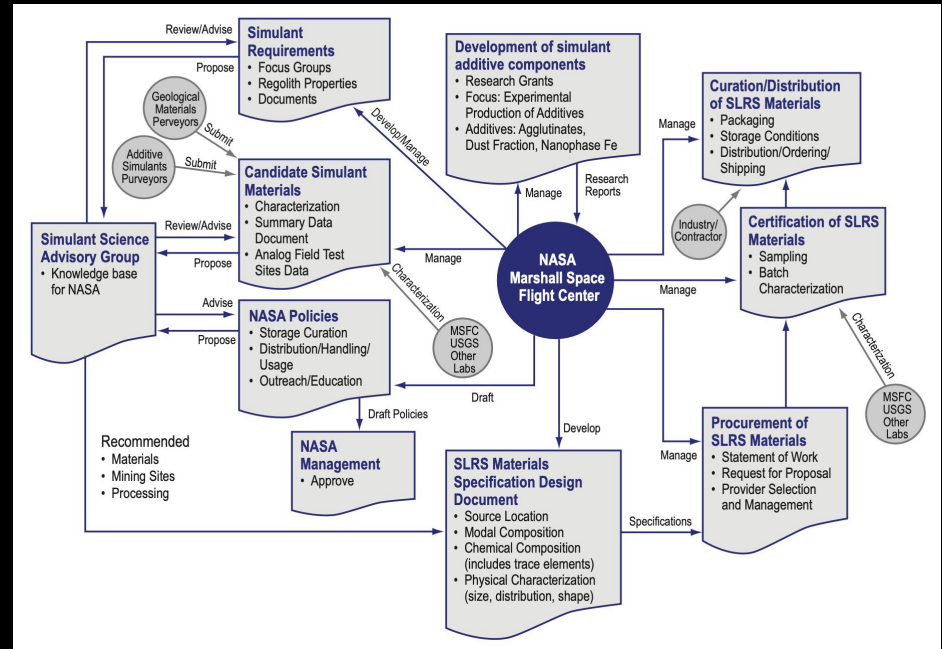 Review/Advise
Propose
Simulant
Requirements
• Focus Groups
• Regolith Properties
• Documents
Geological
Materials
Perveyors
Submit
Additive
Simulants
Purveyors
Submit
Develop/Manage
Development of simulant
additive components
• Research Grants
• Focus: Experimental
Production of Additives
• Additives: Agglutinates,
Dust Fraction, Nanophase Fe
Manage
Research
Reports
Manage
Curation/Distribution
of SLRS Materials
• Packaging
• Storage Conditions
• Distribution/Ordering/
Shipping
Candidate Simulant
Materials
• Characterization
• Summary Data
Document
• Analog Field Test
Sites Data
Review/Advise
Propose
Manage
Characterization
MSFC
USGS
Other
Labs
Simulant Science
Advisory Group
• Knowledge base
for NASA
NASA
Marshall Space
Flight Center
Industry/
Contractor
Manage
Certification of SLRS
Materials
• Sampling
• Batch
Characterization
Characterization
MSFC
USGS
Other
Labs
Advise
Propose
NASA Policies
• Storage Curation
• Distribution/Handling/
Usage
• Outreach/Education
Draft
Draft Policies
NASA
Management
• Approve
Recommended
• Materials
• Mining Sites
• Processing
Develop
SLRS Materials
Specification Design
Document
• Source Location
• Modal Composition
• Chemical Composition
(includes trace elements)
• Physical Characterization
(size, distribution, shape)
Specifications
Manage
Procurement of
SLRS Materials
• Statement of Work
• Request for Proposal
• Provider Selection
and Management